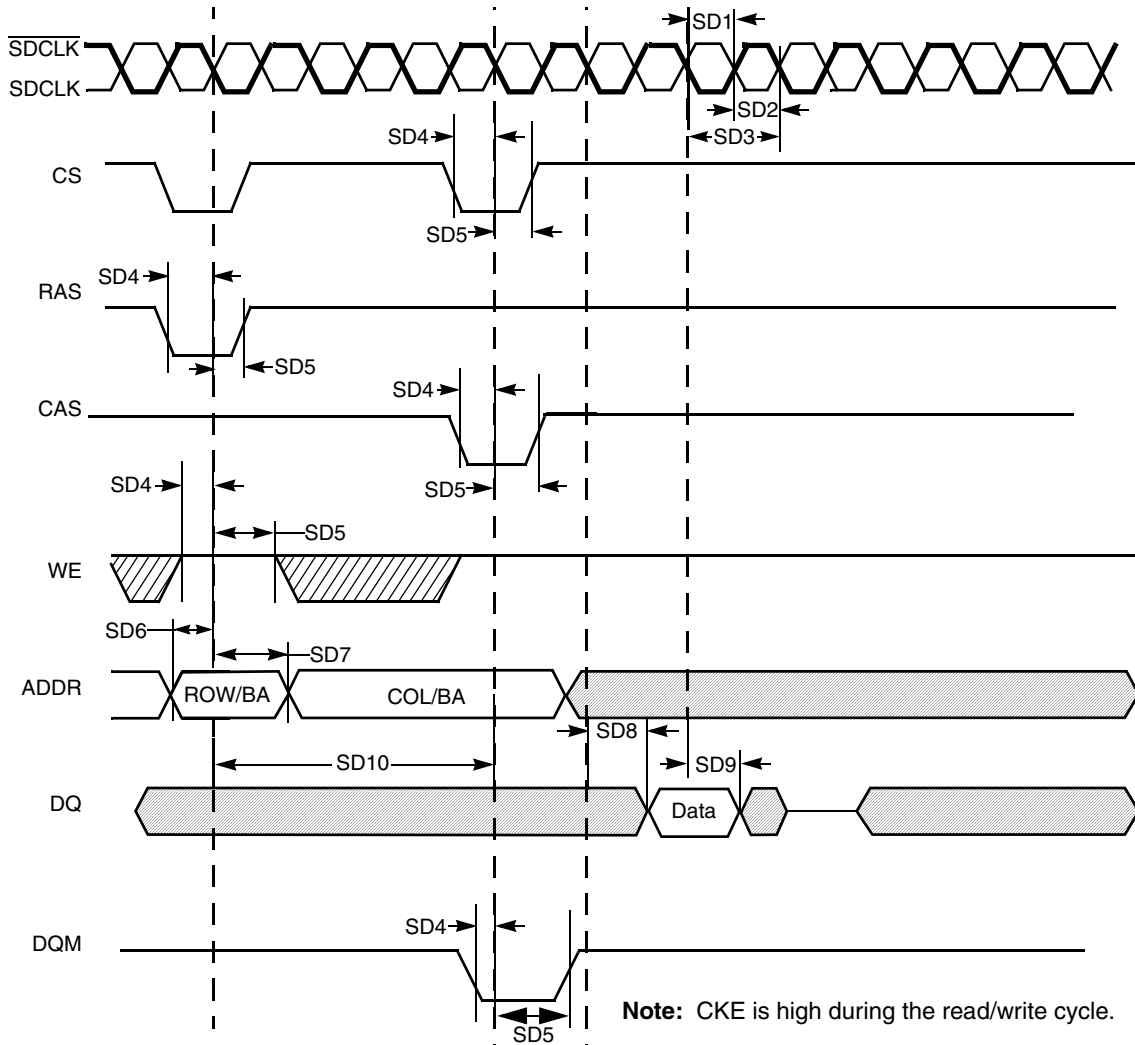 SD1
SDCLK
SDCLK
SD2
SD4
SD3
CS
SD5
SD4
RAS
SD5
SD4
CAS
SD4
SD5
SD5
WE
SD6
SD7
ADDR
ROW/BA
COL/BA
SD8
SD10
SD9
DQ
Data
SD4
DQM
Note: CKE is high during the read/write cycle.
SD5